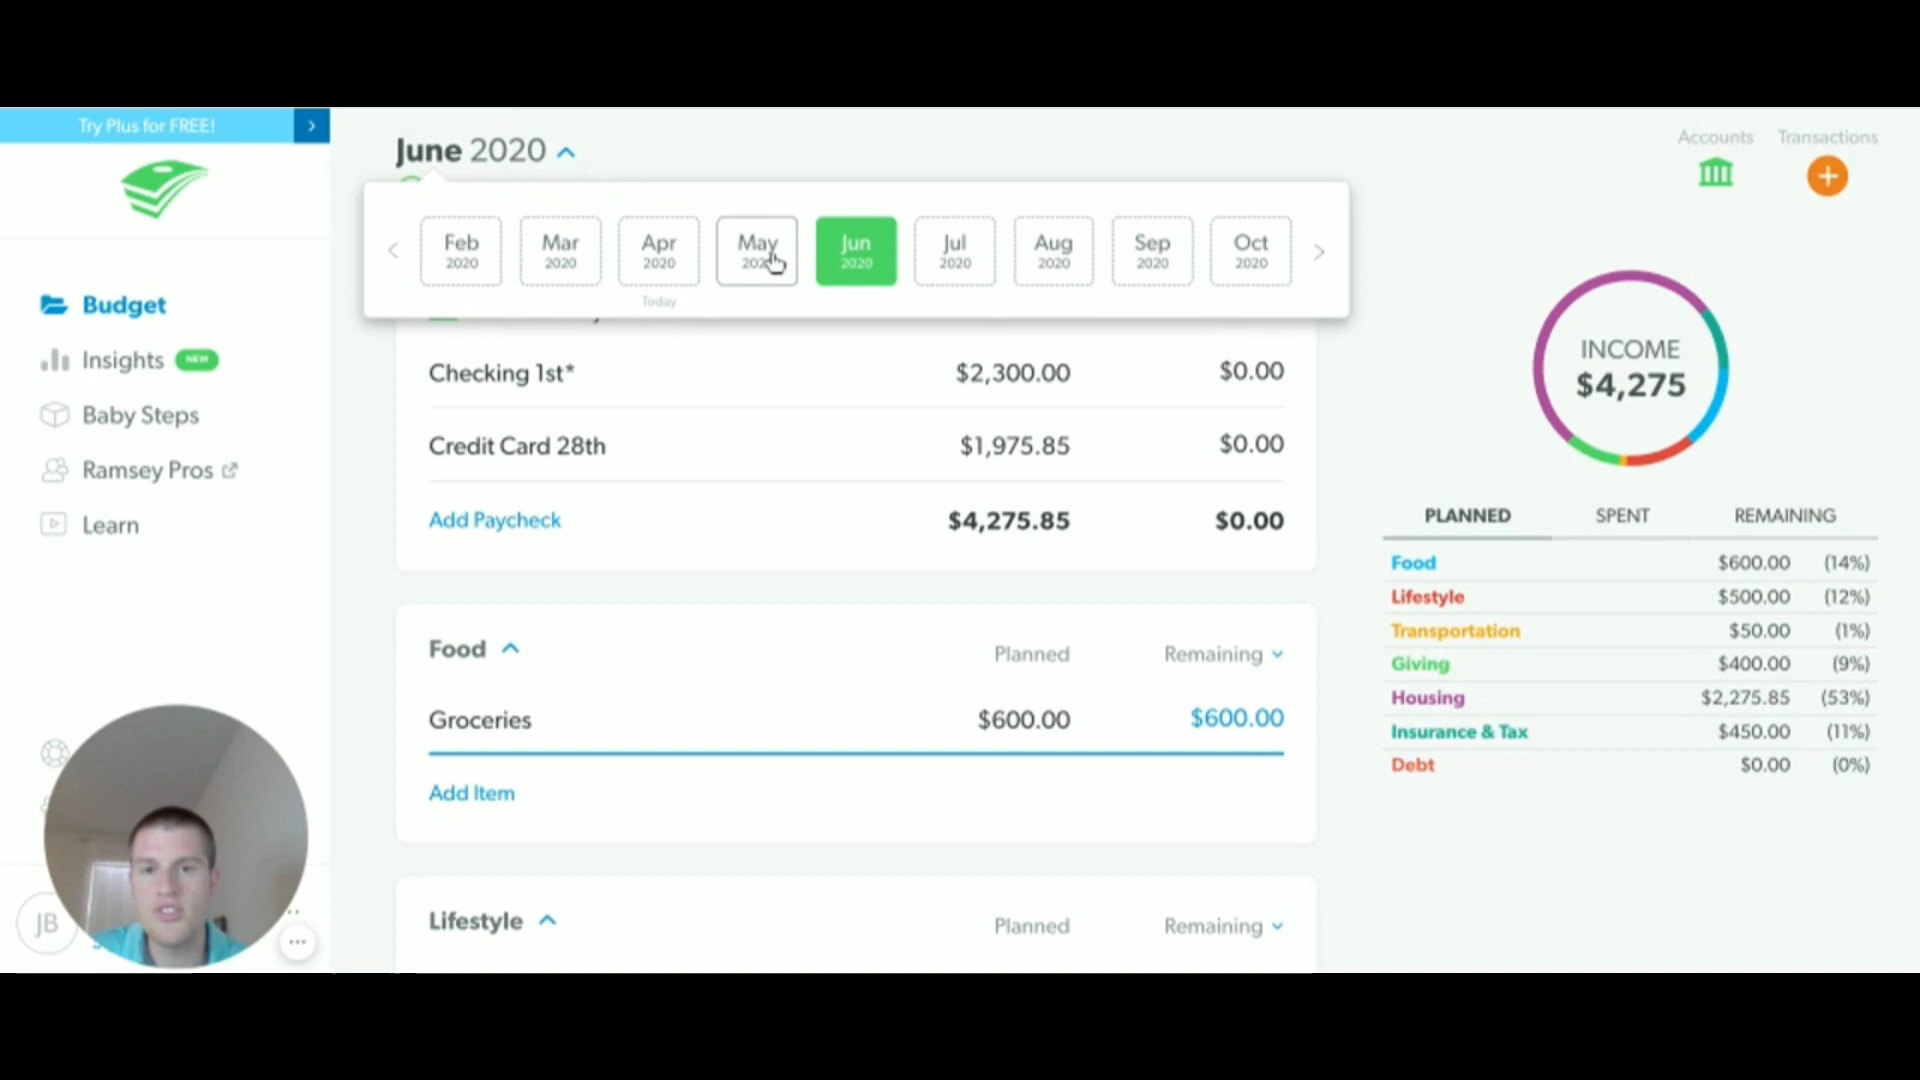 Try Plus for FREE!
June 2020
Accounts
Transactions
Feb
2020
Mar
2020
Apr
2020
May
Jun
2020
Jul
2020
Aug
2020
Sep
2020
Oct
2020
Today
Budget
Insights NEW
Baby Steps
Ramsey Pros
Learn
JB
Checking 1st* $2,300.00 $0.00
Credit Card 28th $1,975.85 $0.00
Add Paycheck $4,275.85 $0.00
Food Planned Remaining
Groceries $600.00 $600.00
Add Item
Lifestyle Planned Remaining
INCOME
$4,275
PLANNED SPENT REMAINING
Food $600.00 (14%)
Lifestyle $500.00 (12%)
Transportation $50.00 (1%)
Giving $400.00 (9%)
Housing $2,275.85 (53%)
Insurance & Tax $450.00 (11%)
Debt $0.00 (0%)